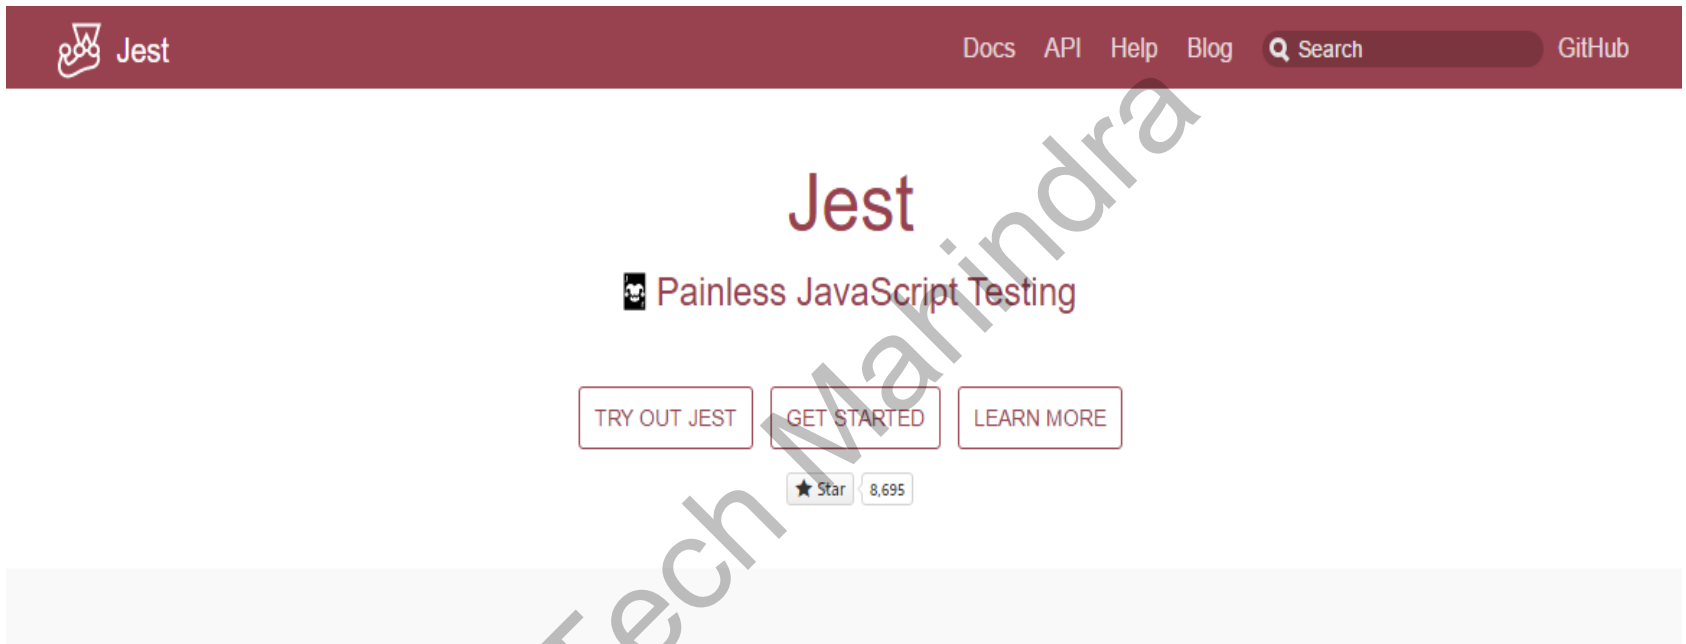 Jest Docs API Help Blog Search GitHub
Jest
🃏 Painless JavaScript Testing
TRY OUT JEST GET STARTED LEARN MORE
★ Star 8,695
Tech Mahindra